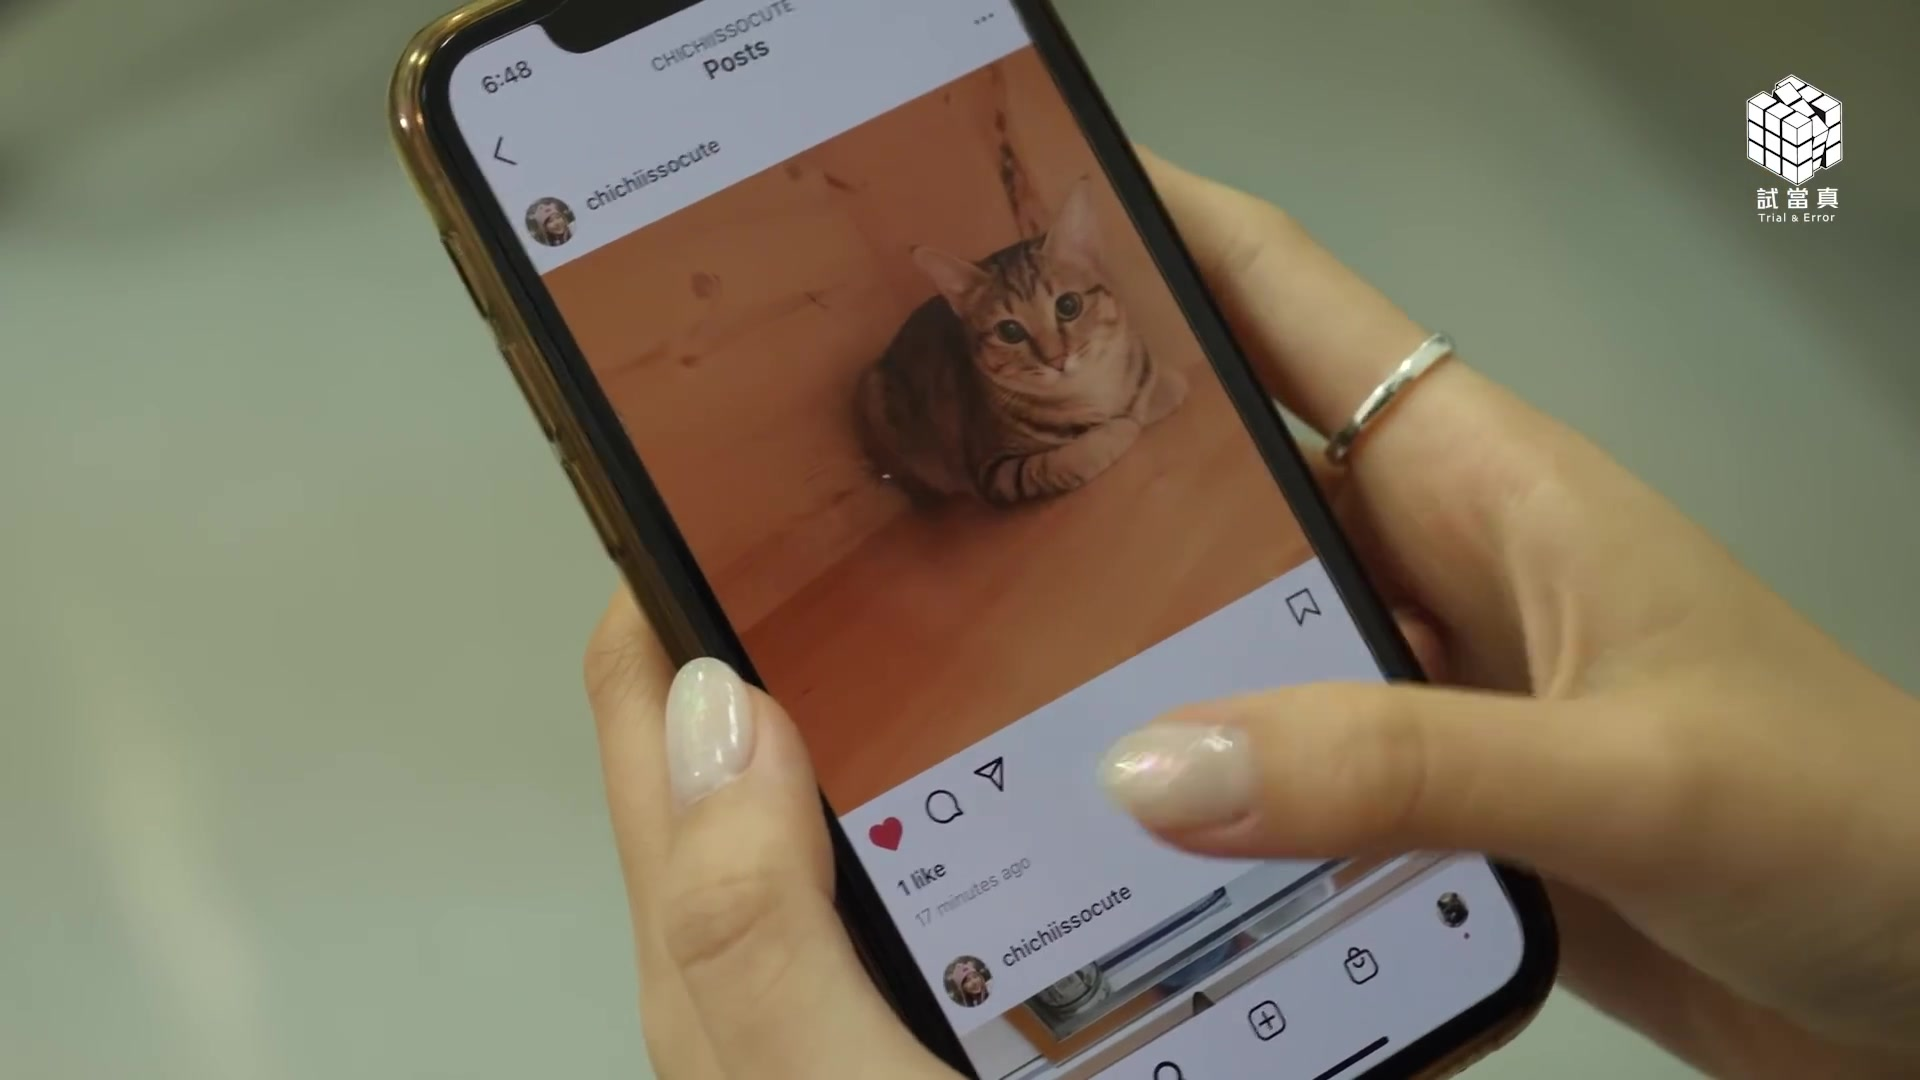 6:48
CHICHIISSOCUTE
Posts
chichiissocute
1 like
17 minutes ago
chichiissocute
試當真
Trial & Error